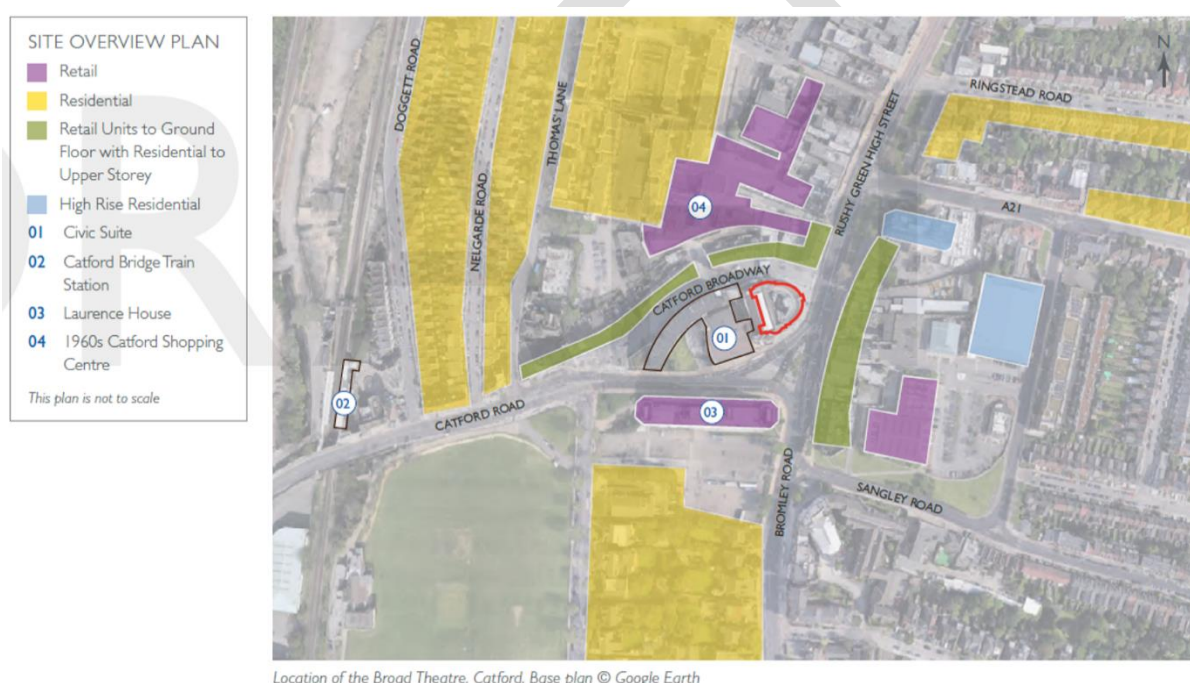 SITE OVERVIEW PLAN
Retail
Residential
Retail Units to Ground
Floor with Residential to
Upper Storey
High Rise Residential
01 Civic Suite
02 Catford Bridge Train
Station
03 Laurence House
04 1960s Catford Shopping
Centre
This plan is not to scale
DOGGETT ROAD
NELGARDE ROAD
THOMAS' LANE
RUSHY GREEN HIGH STREET
N
RINGSTEAD ROAD
A21
04
CATFORD BROADWAY
01
02
CATFORD ROAD
03
BROMLEY ROAD
SANGLEY ROAD
Location of the Broad Theatre, Catford. Base plan © Google Earth